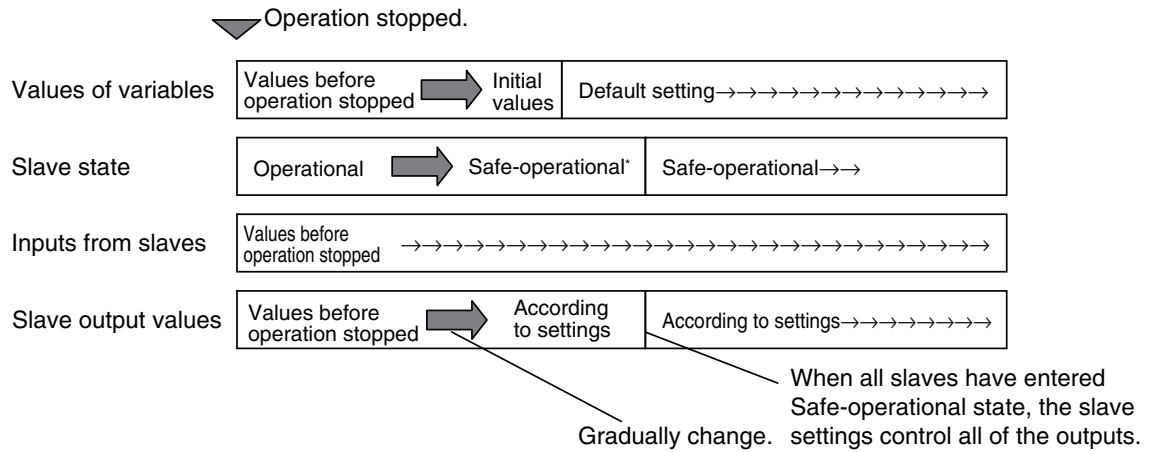 Operation stopped.
Values of variables
Values before
operation stopped
Initial
values
Default setting→→→→→→→→→→→→→
Slave state
Operational
Safe-operational*
Safe-operational→→
Inputs from slaves
Values before
operation stopped
→→→→→→→→→→→→→→→→→→→→→→→→→→→→
Slave output values
Values before
operation stopped
According
to settings
According to settings→→→→→→→→
Gradually change.
When all slaves have entered
Safe-operational state, the slave
settings control all of the outputs.